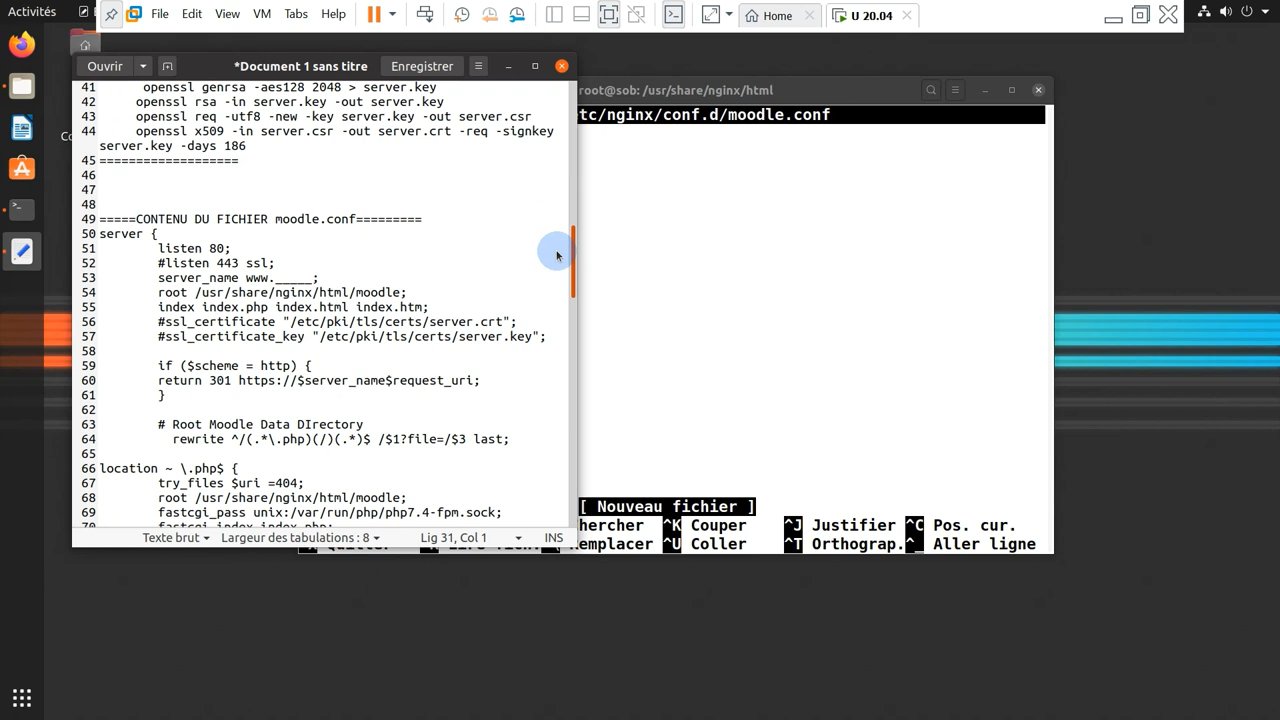 Activités
File Edit View VM Tabs Help
Home
U 20.04
Ouvrir
*Document 1 sans titre
Enregistrer
root@sob: /usr/share/nginx/html
41 openssl genrsa -aes128 2048 > server.key
42 openssl rsa -in server.key -out server.key
43 openssl req -utf8 -new -key server.key -out server.csr
44 openssl x509 -in server.csr -out server.crt -req -signkey
server.key -days 186
45 ===================
46
47
48
49 =====CONTENU DU FICHIER moodle.conf=========
50 server {
51 listen 80;
52 #listen 443 ssl;
53 server_name www._____;
54 root /usr/share/nginx/html/moodle;
55 index index.php index.html index.htm;
56 #ssl_certificate "/etc/pki/tls/certs/server.crt";
57 #ssl_certificate_key "/etc/pki/tls/certs/server.key";
58
59 if ($scheme = http) {
60 return 301 https://$server_name$request_uri;
61 }
62
63 # Root Moodle Data DIrectory
64 rewrite ^/(.*\.php)(/)(.*)$ /$1?file=/$3 last;
65
66 location ~ \.php$ {
67 try_files $uri =404;
68 root /usr/share/nginx/html/moodle;
69 fastcgi_pass unix:/var/run/php/php7.4-fpm.sock;
70 fastcgi_index index.php;
Texte brut Largeur des tabulations : 8 Lig 31, Col 1 INS
tc/nginx/conf.d/moodle.conf
[ Nouveau fichier ]
hercher ^K Couper ^J Justifier ^C Pos. cur.
emplacer ^U Coller ^T Orthograp. ^_ Aller ligne